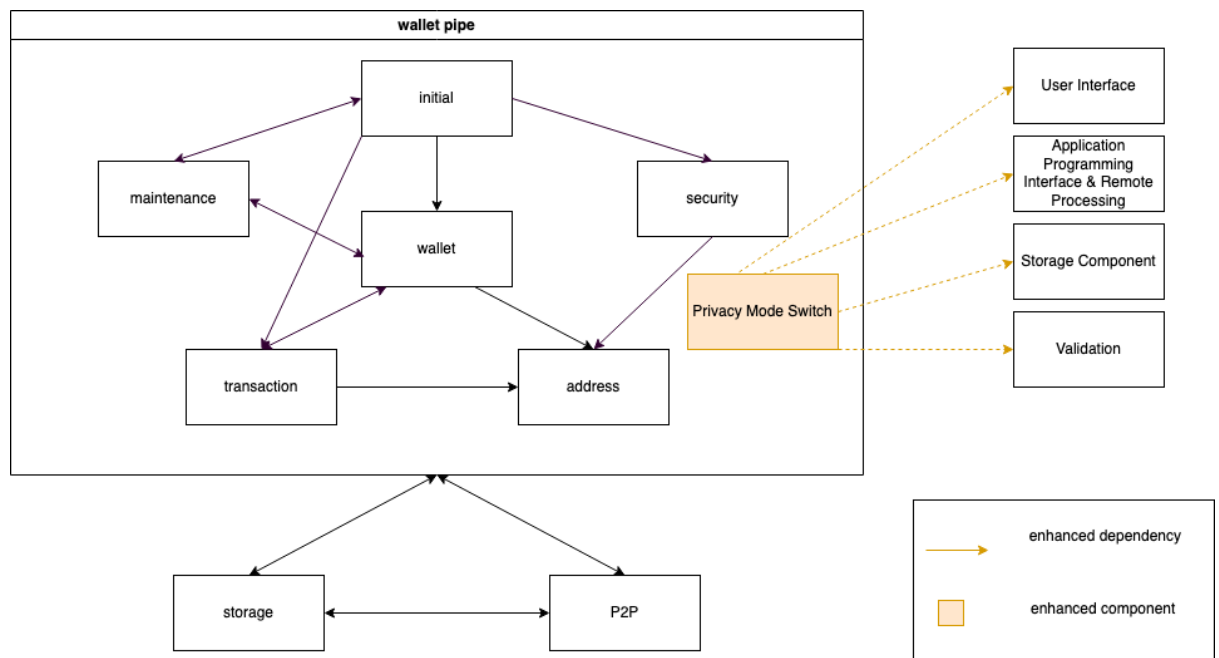 wallet pipe
initial
maintenance
security
wallet
transaction
address
Privacy Mode Switch
User Interface
Application
Programming
Interface & Remote
Processing
Storage Component
Validation
storage
P2P
enhanced dependency
enhanced component